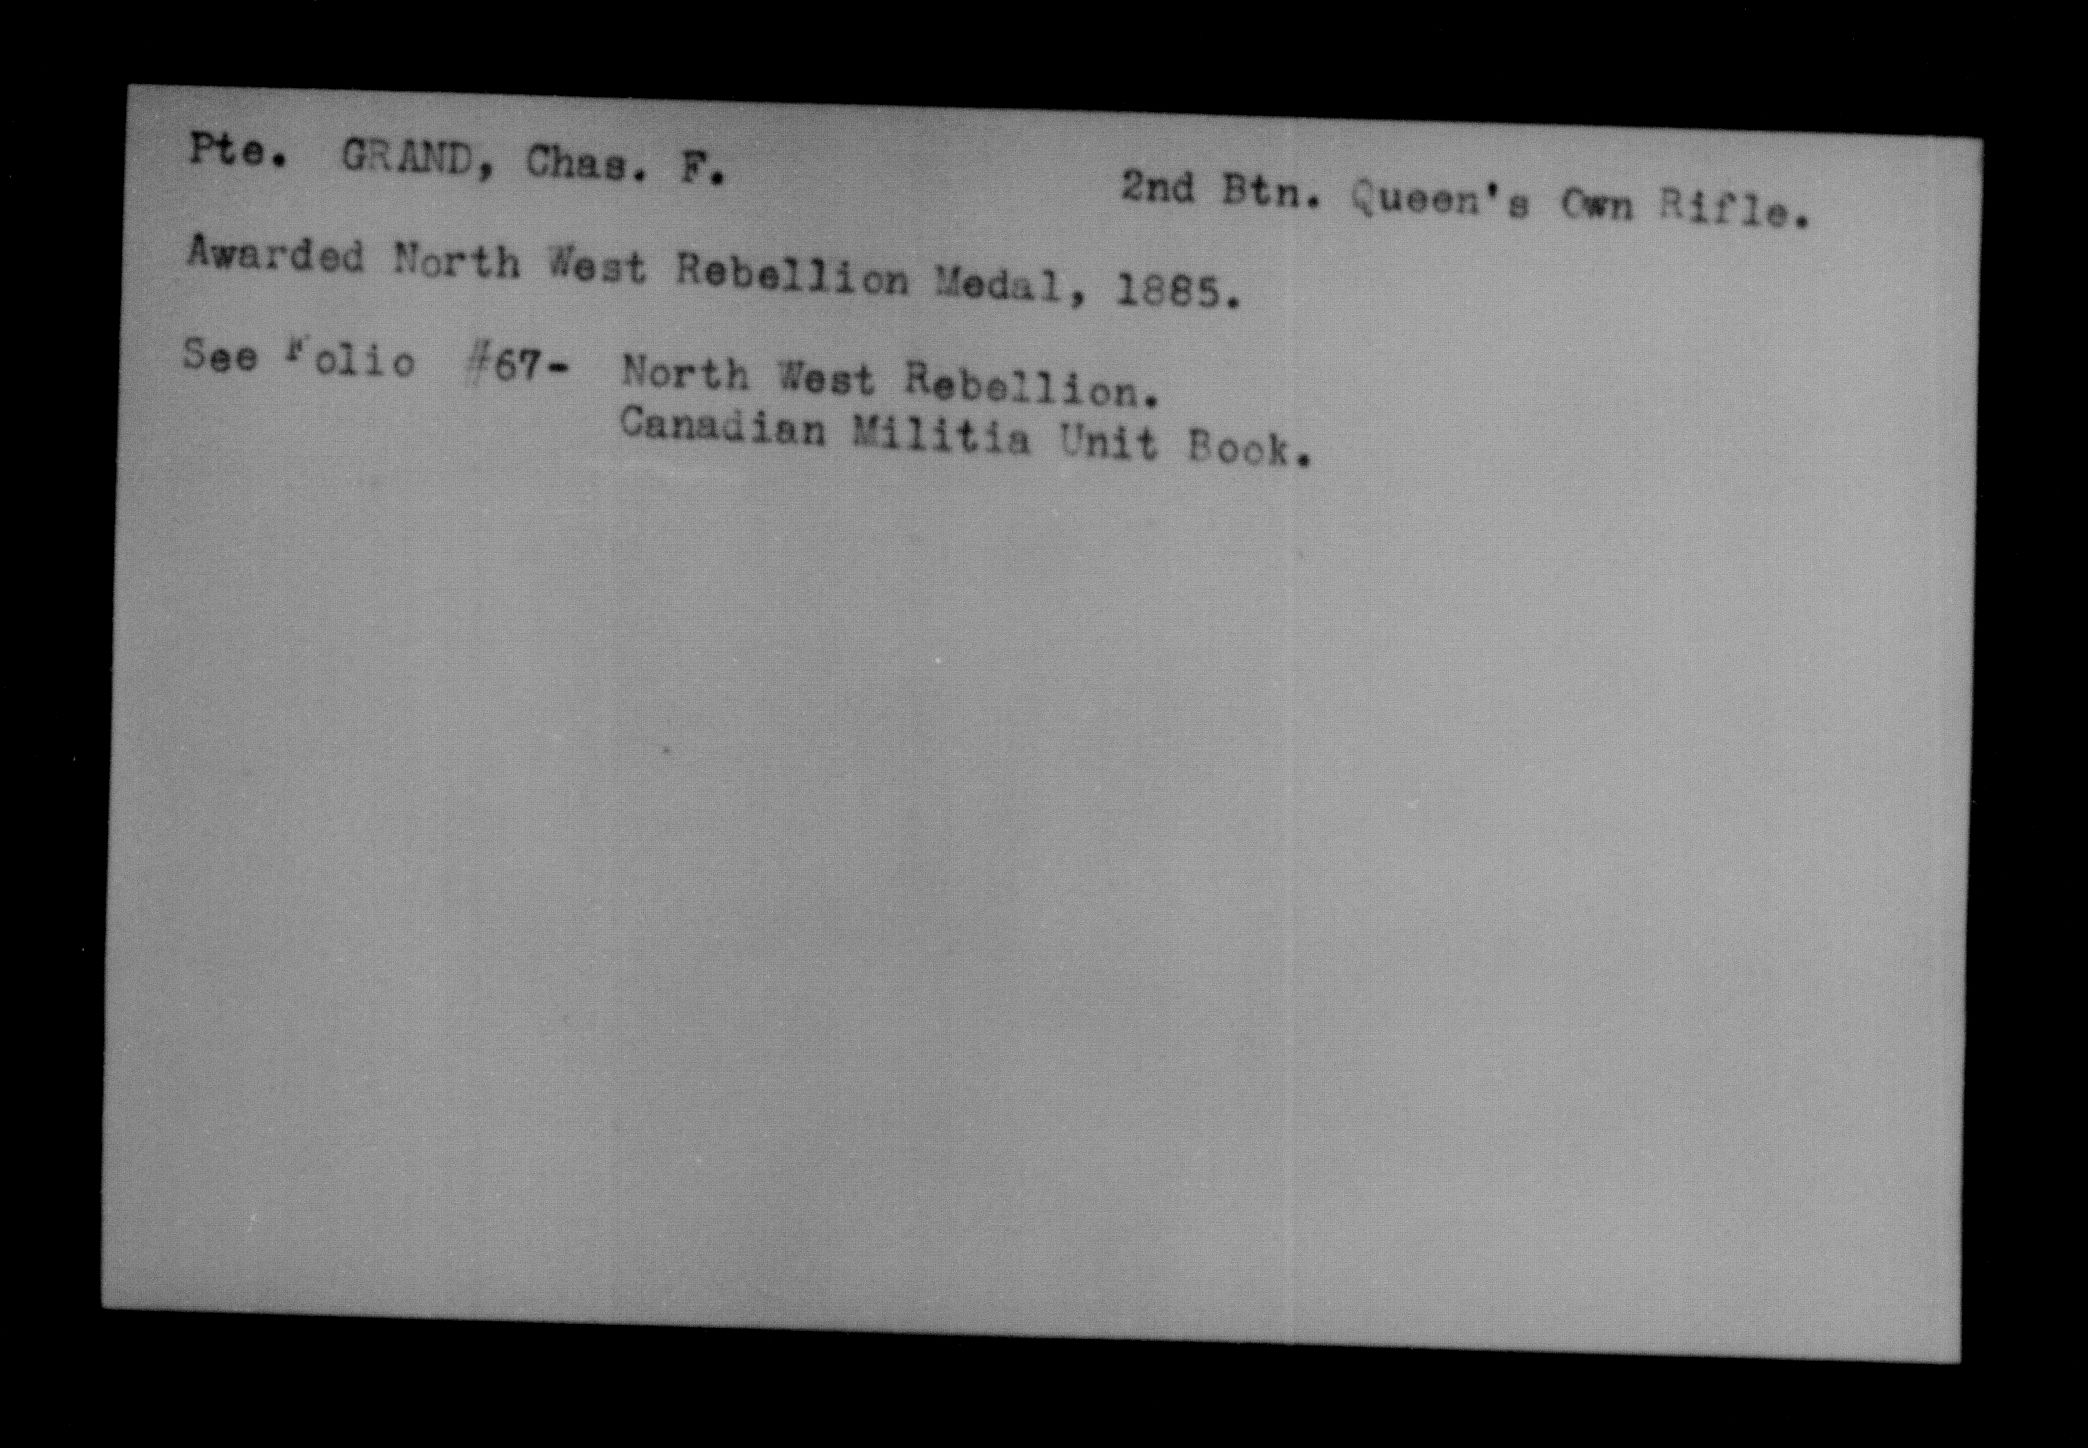 Pte. GRAND, Chas. F. 2nd Btn. Queen's Own Rifle.
Awarded North West Rebellion Medal, 1885.
See Folio #67- North West Rebellion.
Canadian Militia Unit Book.